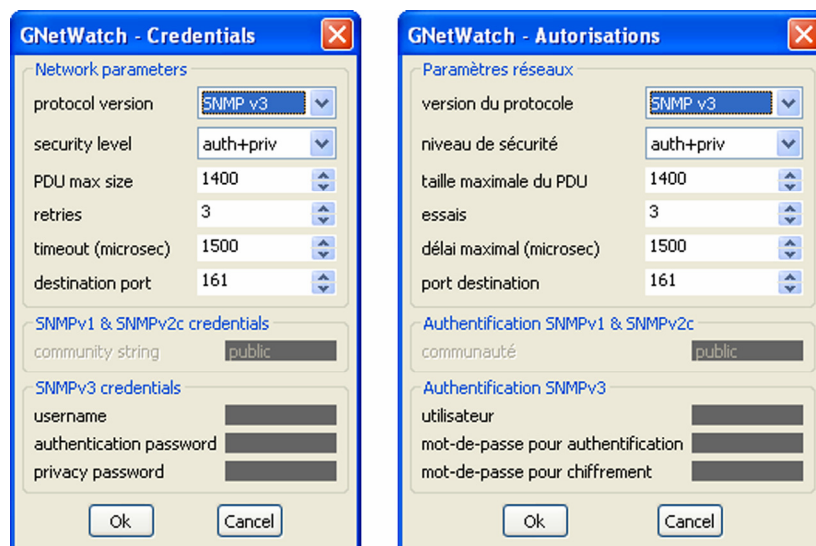 GNetWatch - Credentials
Network parameters
protocol version SNMP v3
security level auth+priv
PDU max size 1400
retries 3
timeout (microsec) 1500
destination port 161
SNMPv1 & SNMPv2c credentials
community string public
SNMPv3 credentials
username
authentication password
privacy password
Ok Cancel
GNetWatch - Autorisations
Paramètres réseaux
version du protocole SNMP v3
niveau de sécurité auth+priv
taille maximale du PDU 1400
essais 3
délai maximal (microsec) 1500
port destination 161
Authentification SNMPv1 & SNMPv2c
communauté public
Authentification SNMPv3
utilisateur
mot-de-passe pour authentification
mot-de-passe pour chiffrement
Ok Cancel